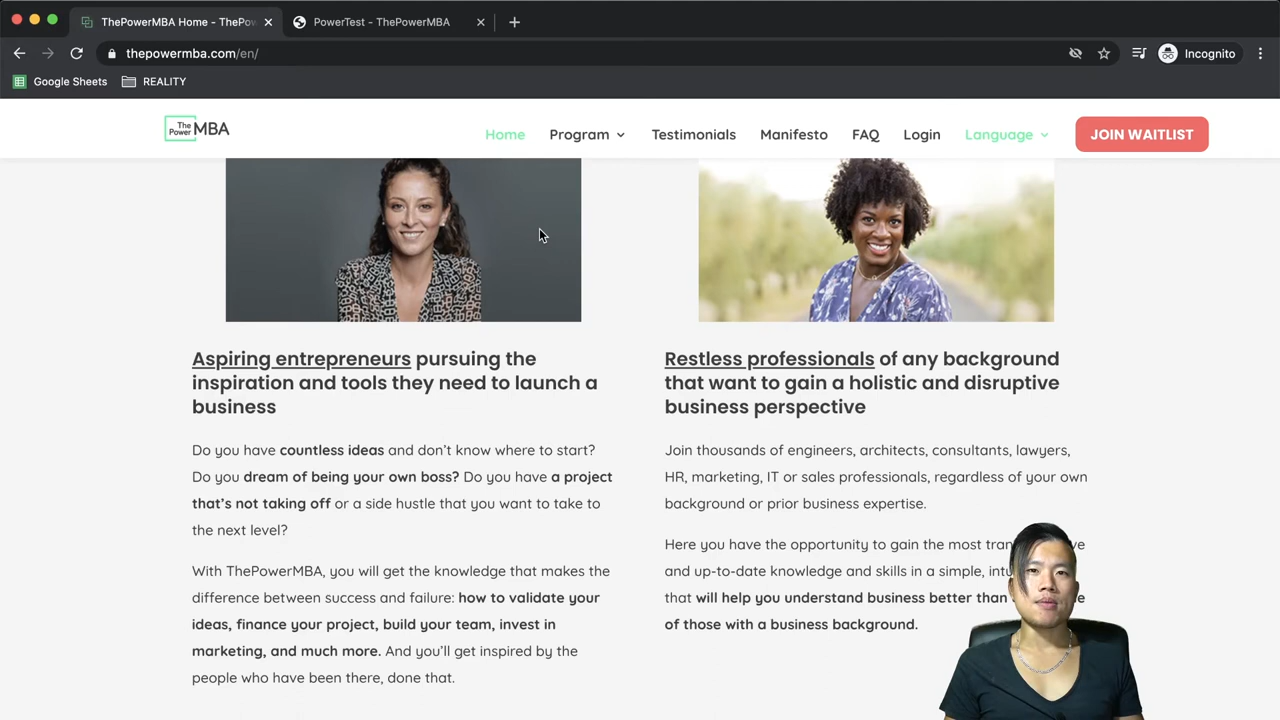 ThePowerMBA Home - ThePow
PowerTest - ThePowerMBA
thepowermba.com/en/
Incognito
Google Sheets
REALITY
The Power MBA
Home
Program
Testimonials
Manifesto
FAQ
Login
Language
JOIN WAITLIST
Aspiring entrepreneurs pursuing the
inspiration and tools they need to launch a
business
Do you have countless ideas and don’t know where to start?
Do you dream of being your own boss? Do you have a project
that’s not taking off or a side hustle that you want to take to
the next level?
With ThePowerMBA, you will get the knowledge that makes the
difference between success and failure: how to validate your
ideas, finance your project, build your team, invest in
marketing, and much more. And you’ll get inspired by the
people who have been there, done that.
Restless professionals of any background
that want to gain a holistic and disruptive
business perspective
Join thousands of engineers, architects, consultants, lawyers,
HR, marketing, IT or sales professionals, regardless of your own
background or prior business expertise.
Here you have the opportunity to gain the most
and up-to-date knowledge and skills in a simple,
that will help you understand business better than
of those with a business background.